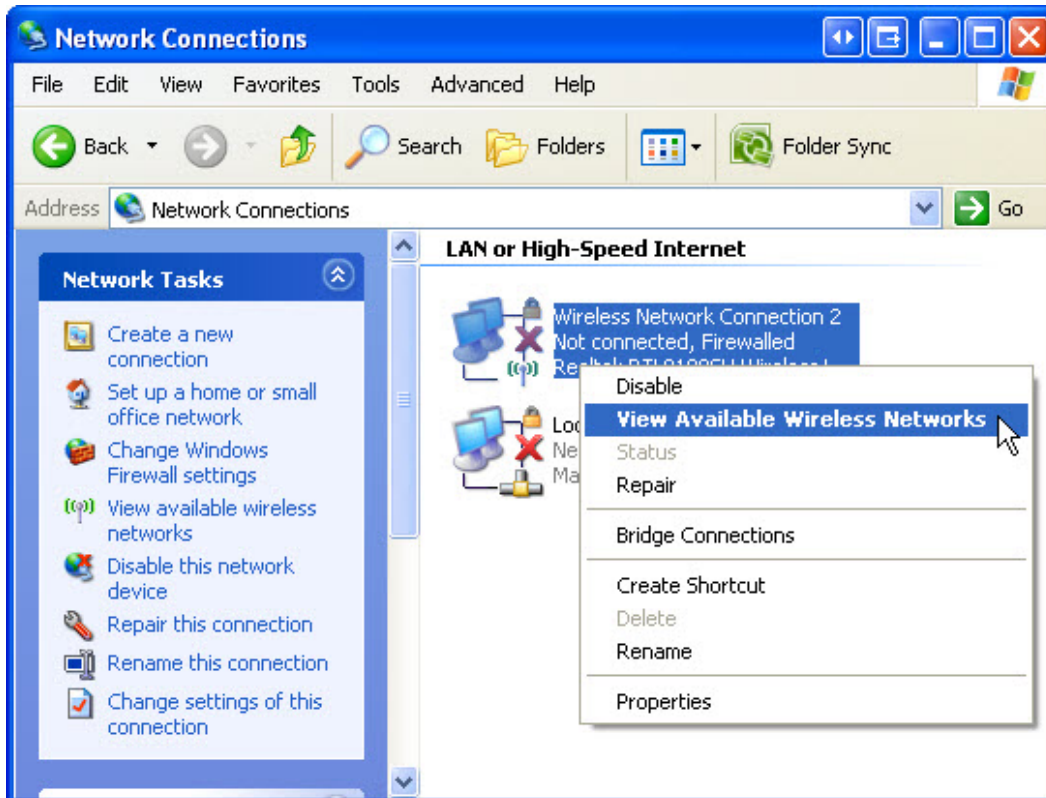 Network Connections
File Edit View Favorites Tools Advanced Help
Back Search Folders Folder Sync
Address Network Connections Go
Network Tasks
Create a new
connection
Set up a home or small
office network
Change Windows
Firewall settings
View available wireless
networks
Disable this network
device
Repair this connection
Rename this connection
Change settings of this
connection
LAN or High-Speed Internet
Wireless Network Connection 2
Not connected, Firewalled
Loc
Ne
Ma
Disable
View Available Wireless Networks
Status
Repair
Bridge Connections
Create Shortcut
Delete
Rename
Properties